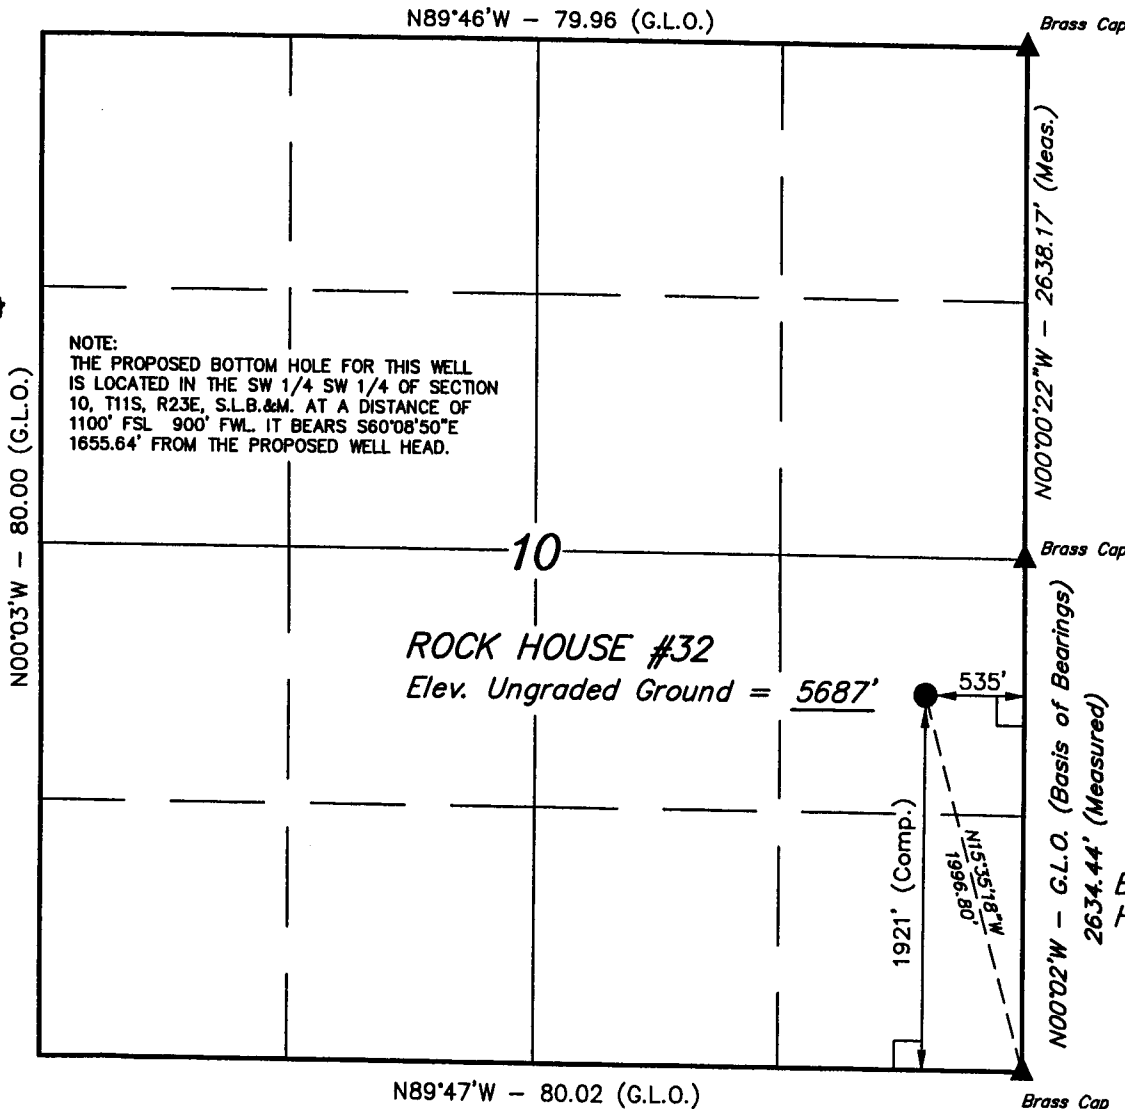 N89°46'W - 79.96 (G.L.O.)
Brass Cap
N00°00'22"W - 2638.17' (Meas.)
NOTE:
THE PROPOSED BOTTOM HOLE FOR THIS WELL
IS LOCATED IN THE SW 1/4 SW 1/4 OF SECTION
10, T11S, R23E, S.L.B.&M. AT A DISTANCE OF
1100' FSL 900' FWL. IT BEARS S60°08'50"E
1655.64' FROM THE PROPOSED WELL HEAD.
N00°03'W - 80.00 (G.L.O.)
10
Brass Cap
ROCK HOUSE #32
Elev. Ungraded Ground = 5687'
535'
1921' (Comp.)
N15°35'18"W
1996.80'
N00°02'W - G.L.O. (Basis of Bearings)
2634.44' (Measured)
N89°47'W - 80.02 (G.L.O.)
Brass Cap